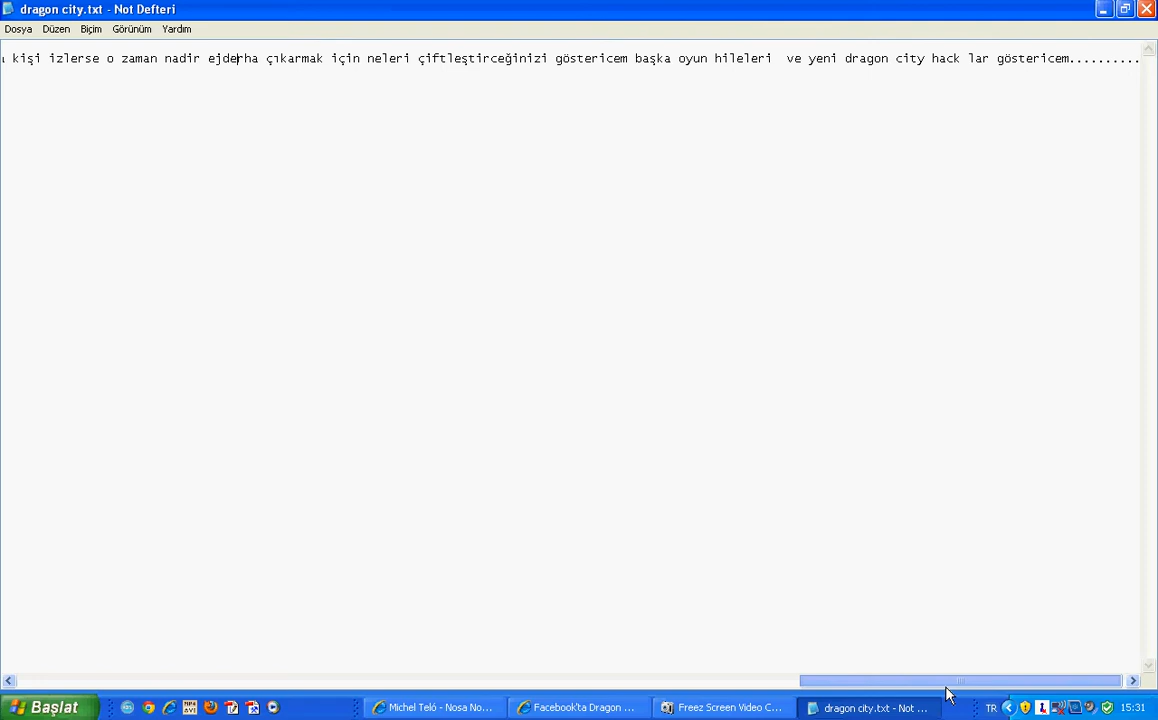 dragon city.txt - Not Defteri
Dosya Düzen Biçim Görünüm Yardım
kişi izlerse o zaman nadir ejderha çıkarmak için neleri çiftleştirceğinizi göstericem başka oyun hileleri ve yeni dragon city hack lar göstericem..........
Başlat Michel Teló - Nosa No... Facebook'ta Dragon ... Freez Screen Video C... dragon city.txt - Not ... TR 15:31